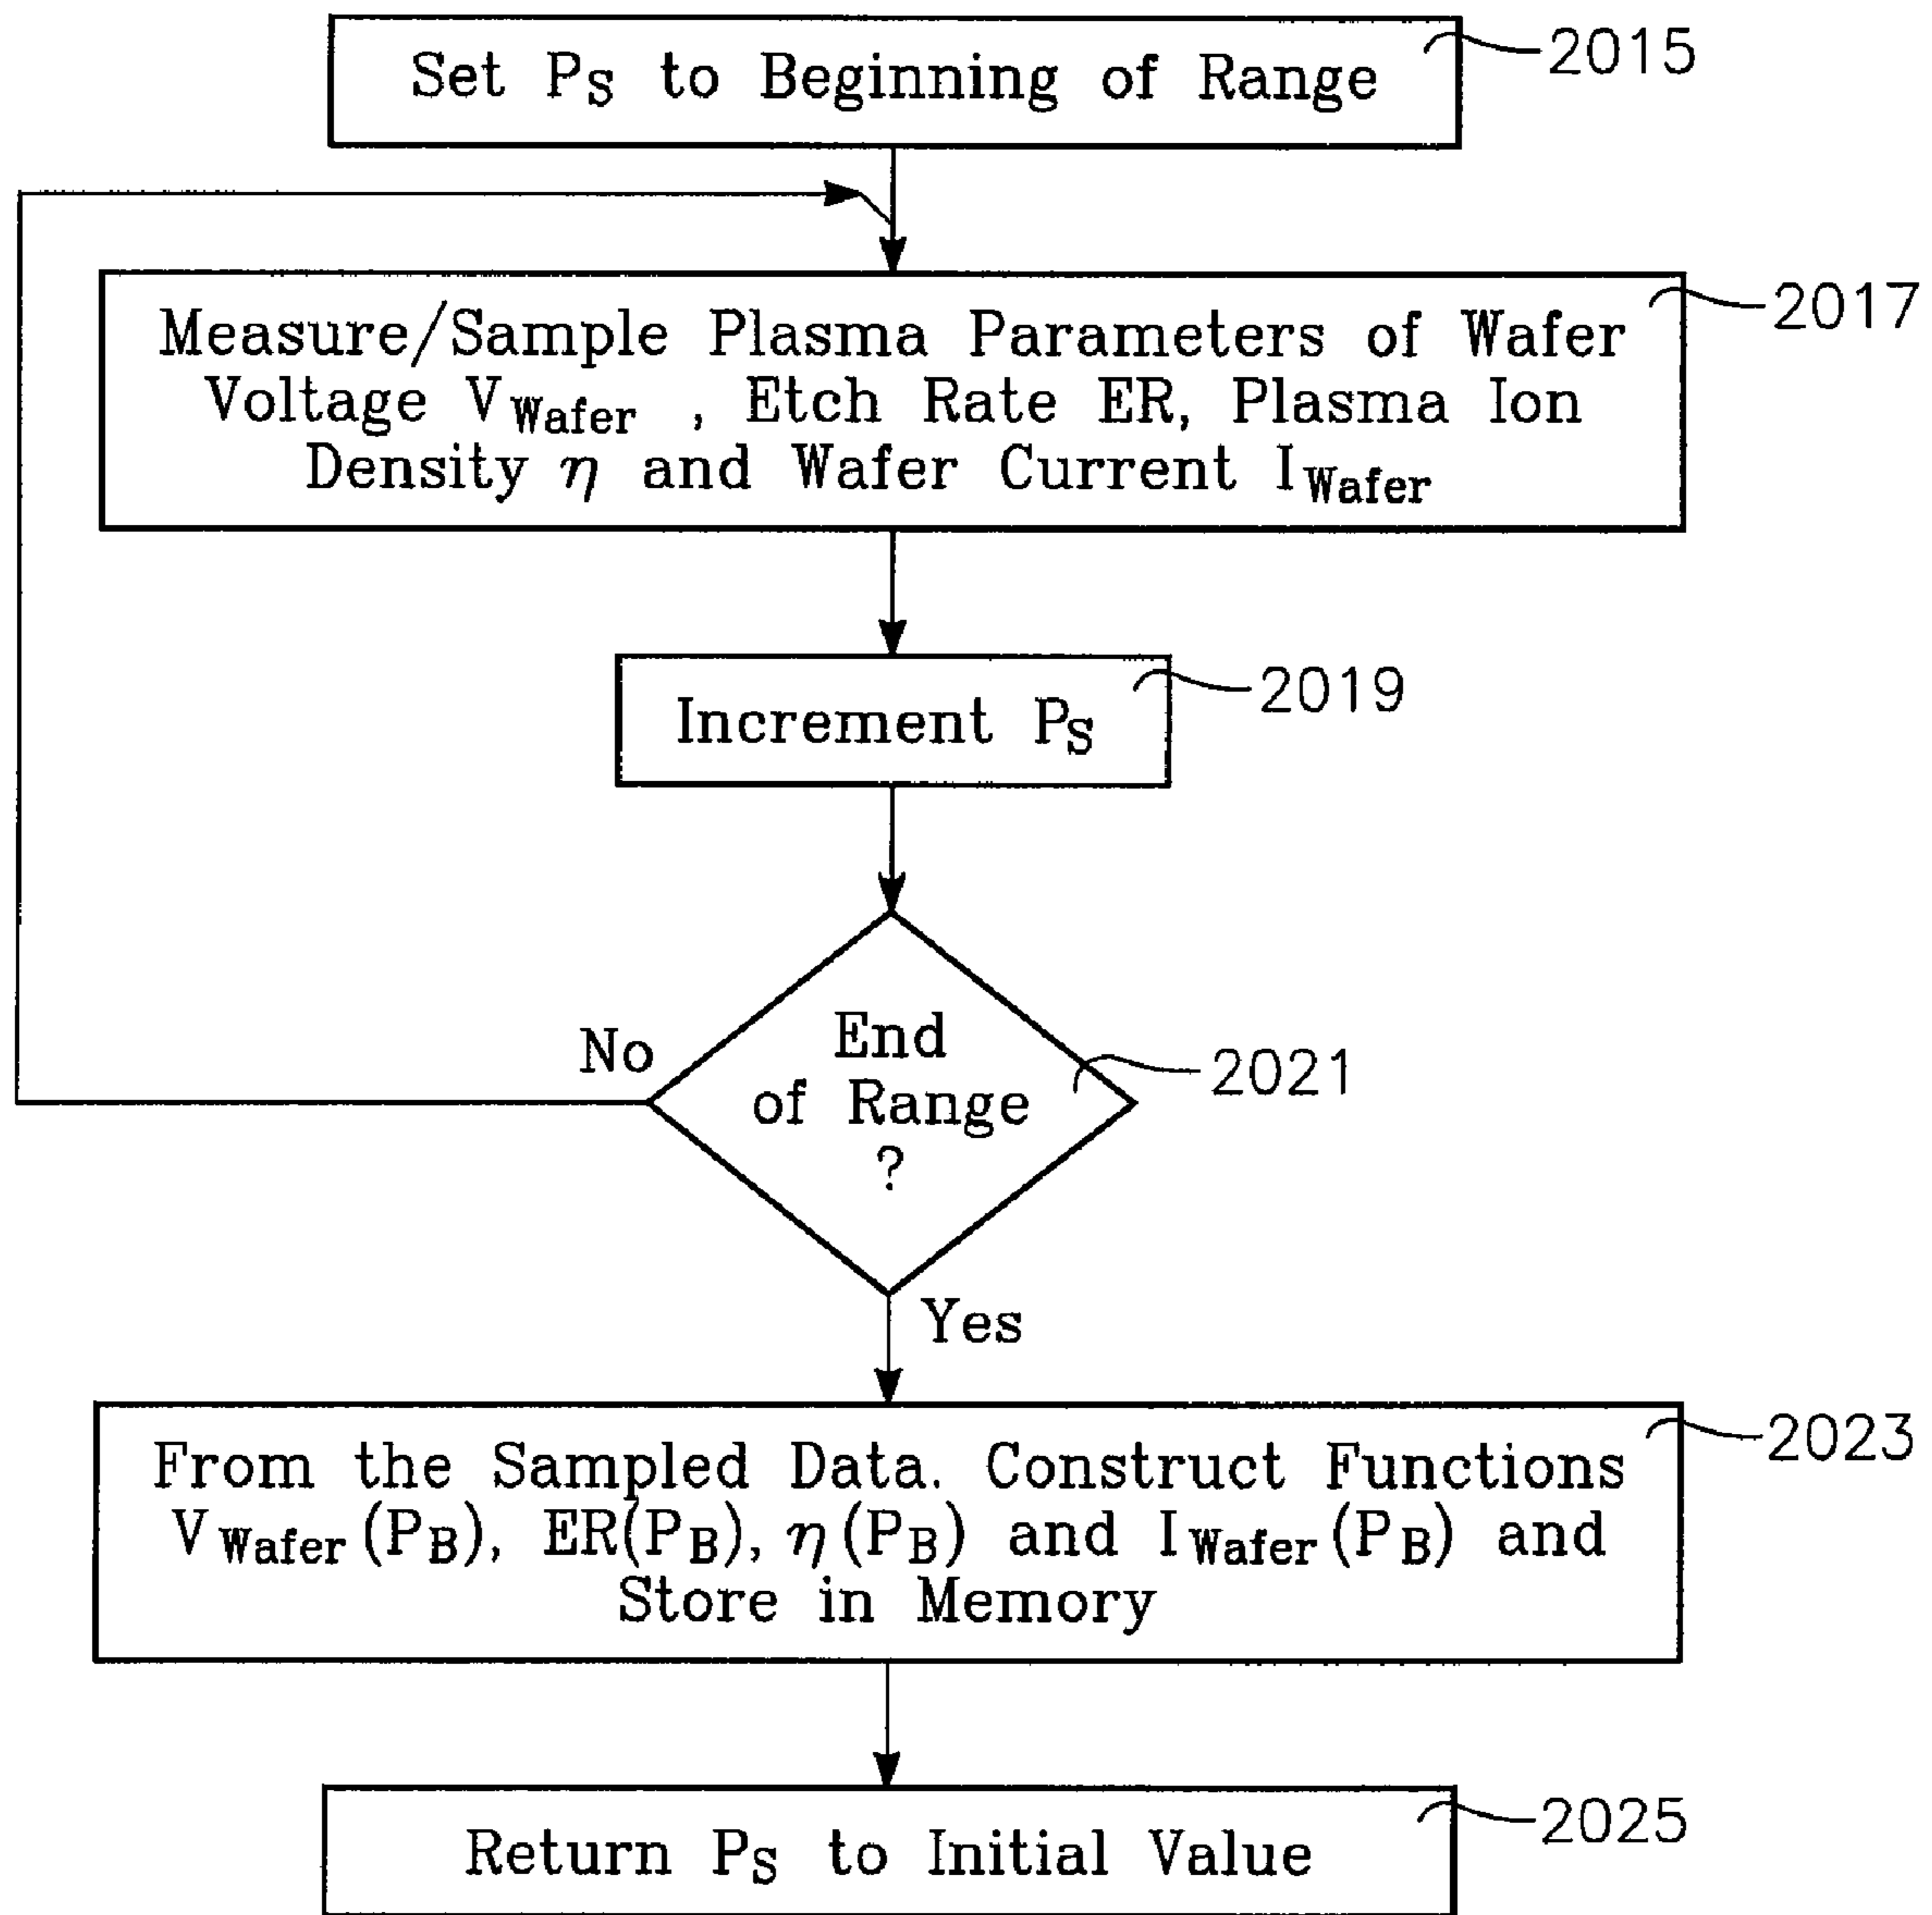 Set PS to Beginning of Range
2015
Measure/Sample Plasma Parameters of Wafer
Voltage VWafer , Etch Rate ER, Plasma Ion
Density η and Wafer Current IWafer
2017
Increment PS
2019
End
of Range
?
2021
No
Yes
From the Sampled Data. Construct Functions
VWafer(PB), ER(PB), η(PB) and IWafer(PB) and
Store in Memory
2023
Return PS to Initial Value
2025